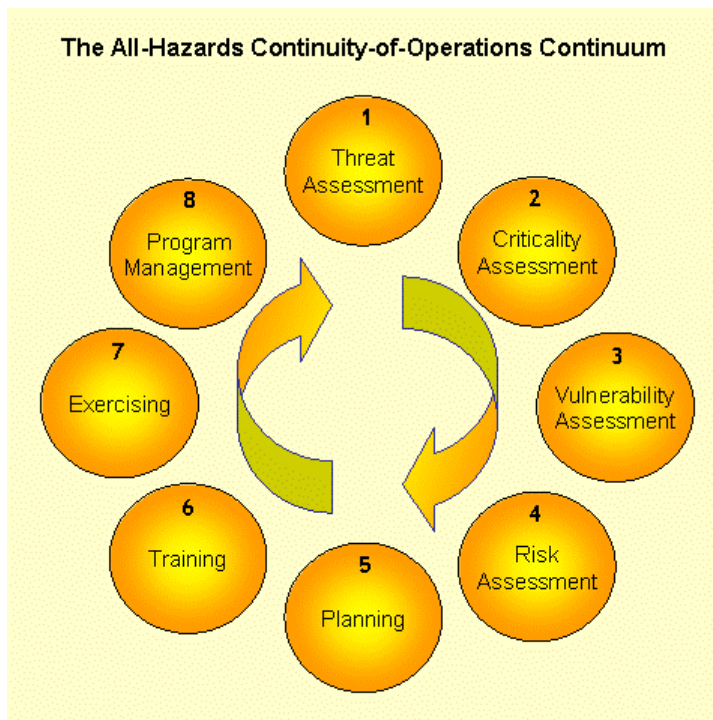 The All-Hazards Continuity-of-Operations Continuum
1
Threat
Assessment
2
Criticality
Assessment
3
Vulnerability
Assessment
4
Risk
Assessment
5
Planning
6
Training
7
Exercising
8
Program
Management